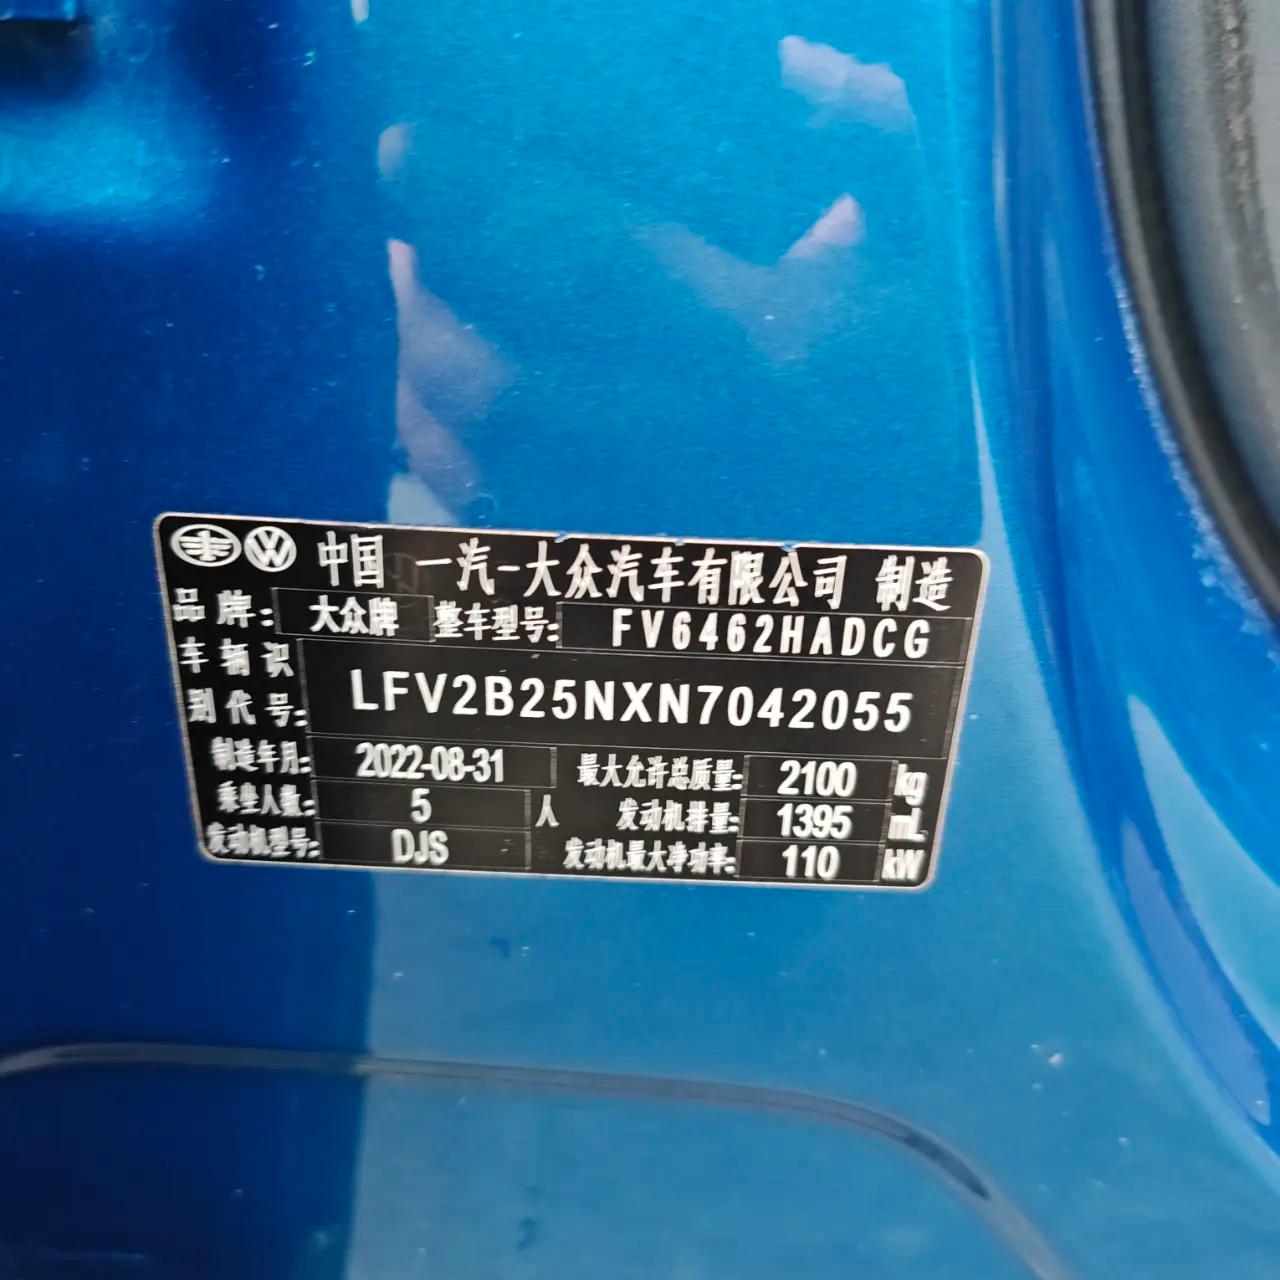 中国 一汽-大众汽车有限公司 制造
品牌: 大众牌 整车型号: FV6462HADCG
车辆识别代号: LFV2B25NXN7042055
制造年月: 2022-08-31 最大允许总质量: 2100 kg
乘坐人数: 5 人 发动机排量: 1395 mL
发动机型号: DJS 发动机最大净功率: 110 kW